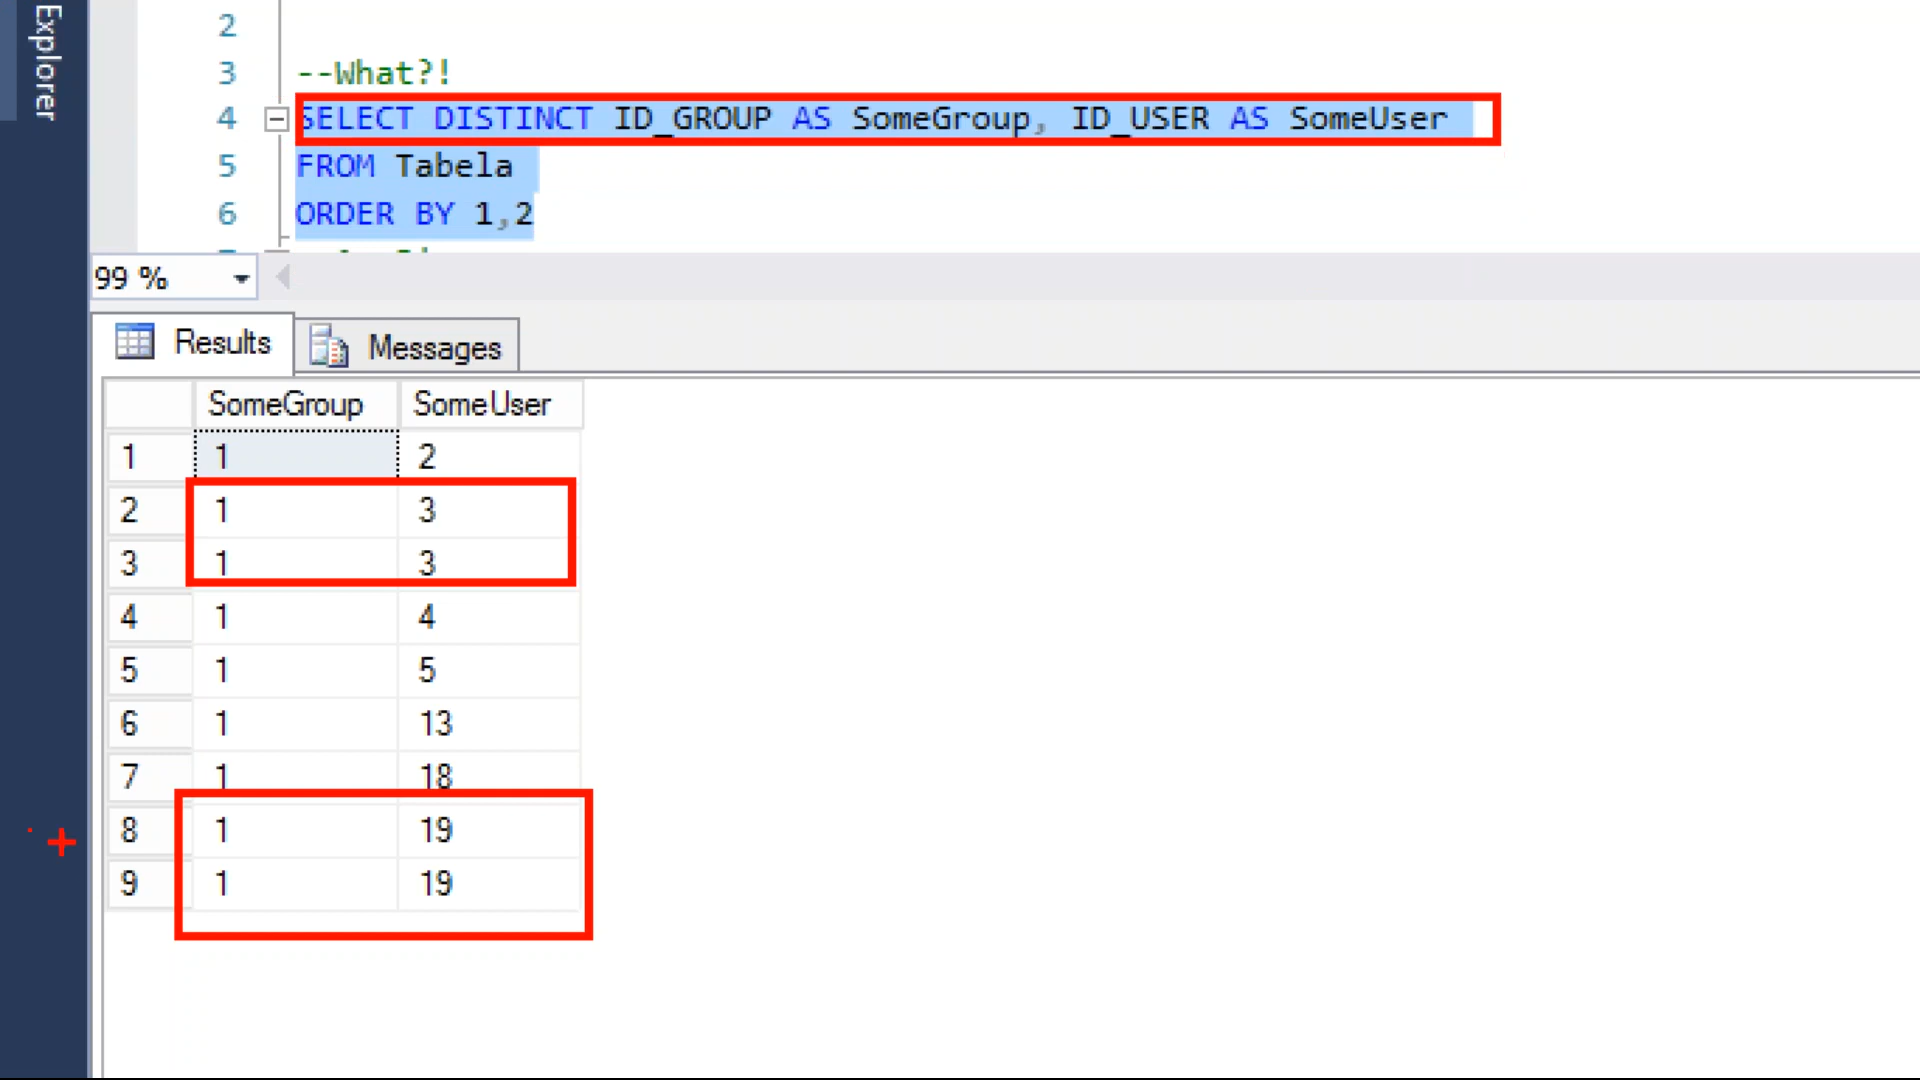 Explorer
2
3 --What?!
4 SELECT DISTINCT ID_GROUP AS SomeGroup, ID_USER AS SomeUser
5 FROM Tabela
6 ORDER BY 1,2
99 %
Results Messages
SomeGroup SomeUser
1 1 2
2 1 3
3 1 3
4 1 4
5 1 5
6 1 13
7 1 18
8 1 19
9 1 19